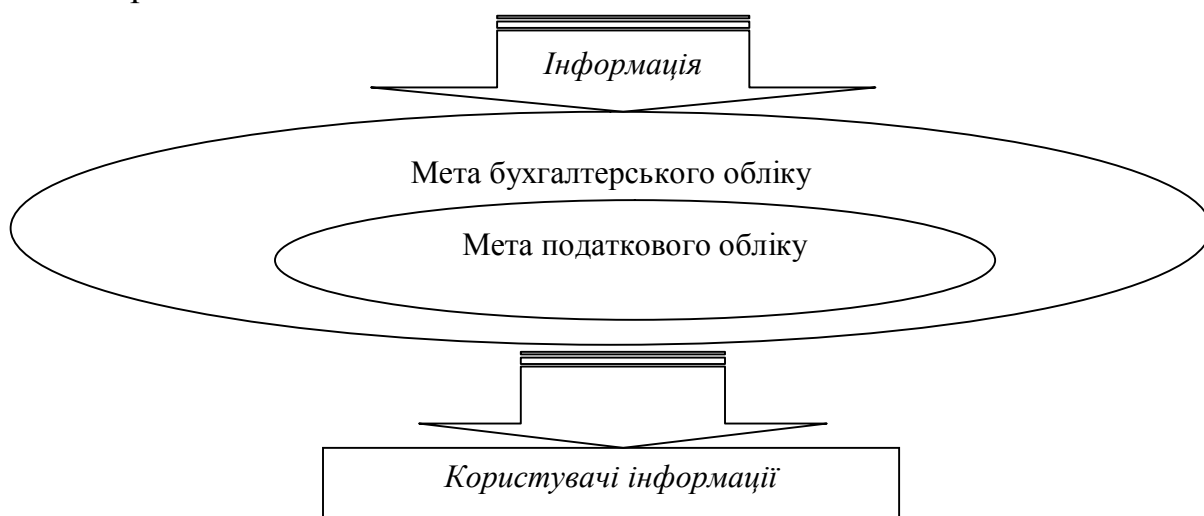 Інформація
Мета бухгалтерського обліку
Мета податкового обліку
Користувачі інформації